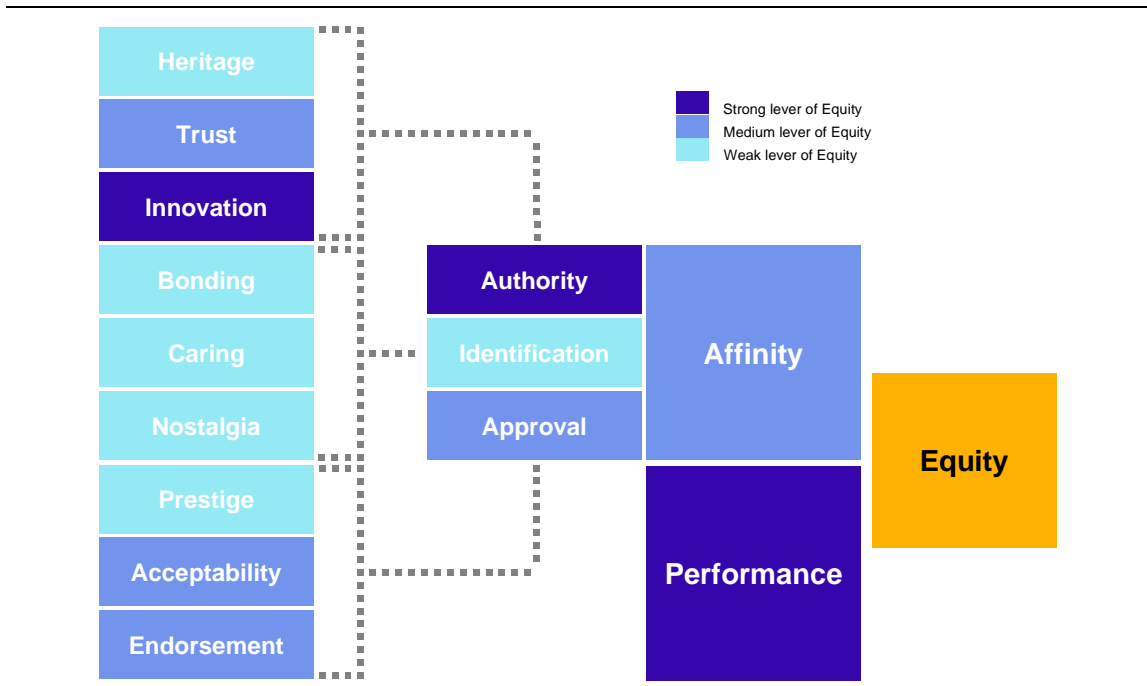 Heritage
Trust
Innovation
Bonding
Caring
Nostalgia
Prestige
Acceptability
Endorsement
Authority
Identification
Approval
Affinity
Performance
Equity
Strong lever of Equity
Medium lever of Equity
Weak lever of Equity